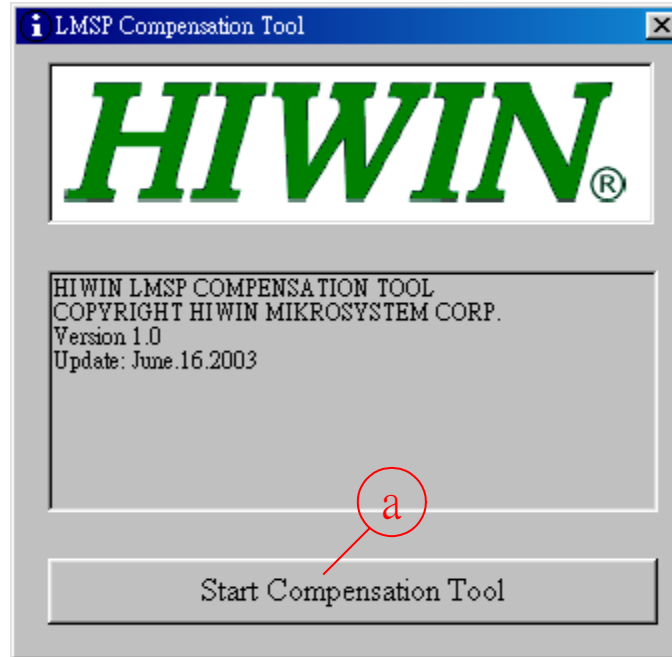 LMSP Compensation Tool
HIWIN®
HIWIN LMSP COMPENSATION TOOL
COPYRIGHT HIWIN MIKROSYSTEM CORP.
Version 1.0
Update: June.16.2003
a
Start Compensation Tool